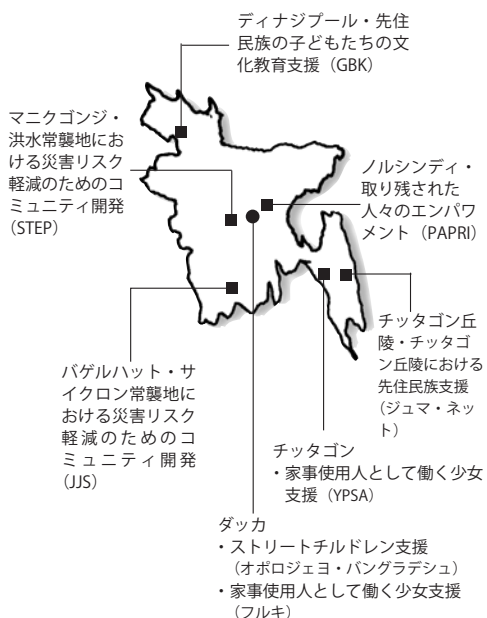 ディナジプール・先住
民族の子どもたちの文
化教育支援（GBK）
マニクゴンジ・
洪水常襲地にお
ける災害リスク
軽減のためのコ
ミュニティ開発
(STEP)
ノルシンディ・
取り残された
人々のエンパワ
メント（PAPRI）
チッタゴン丘
陵・チッタゴ
ン丘陵における
先住民族支援
（ジュマ・ネッ
ト）
バゲルハット・サ
イクロン常襲地に
おける災害リスク
軽減のためのコ
ミュニティ開発
(JJS)
チッタゴン
・家事使用人として働く少女
支援（YPSA）
ダッカ
・ストリートチルドレン支援
（オポロジェヨ・バングラデシュ）
・家事使用人として働く少女支援
（フルキ）